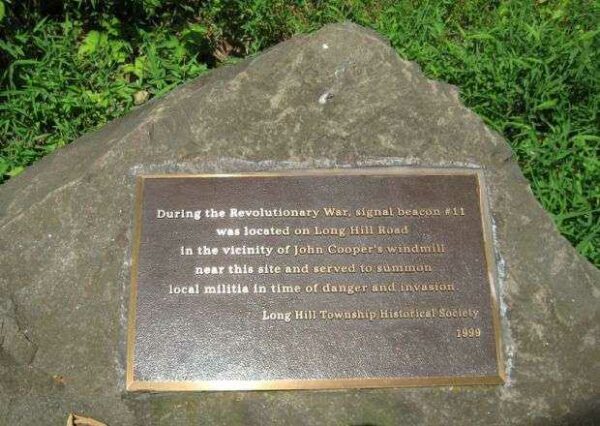 During the Revolutionary War, signal beacon #11
was located on Long Hill Road
in the vicinity of John Cooper's windmill
near this site and served to summon
local militia in time of danger and invasion
Long Hill Township Historical Society
1999